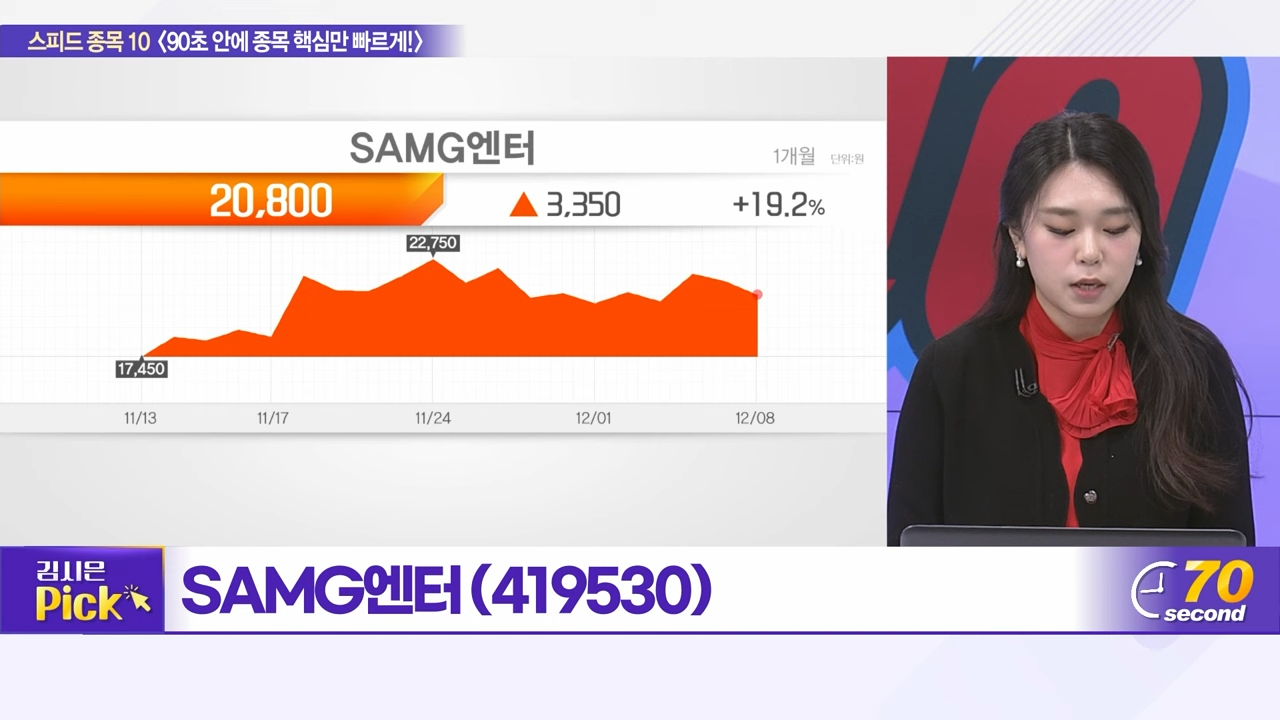 스피드 종목 10 〈90초 안에 종목 핵심만 빠르게!〉
SAMG엔터
1개월 단위:원
20,800 ▲ 3,350 +19.2%
22,750
17,450
11/13 11/17 11/24 12/01 12/08
김시은
Pick
SAMG엔터 (419530)
70
second